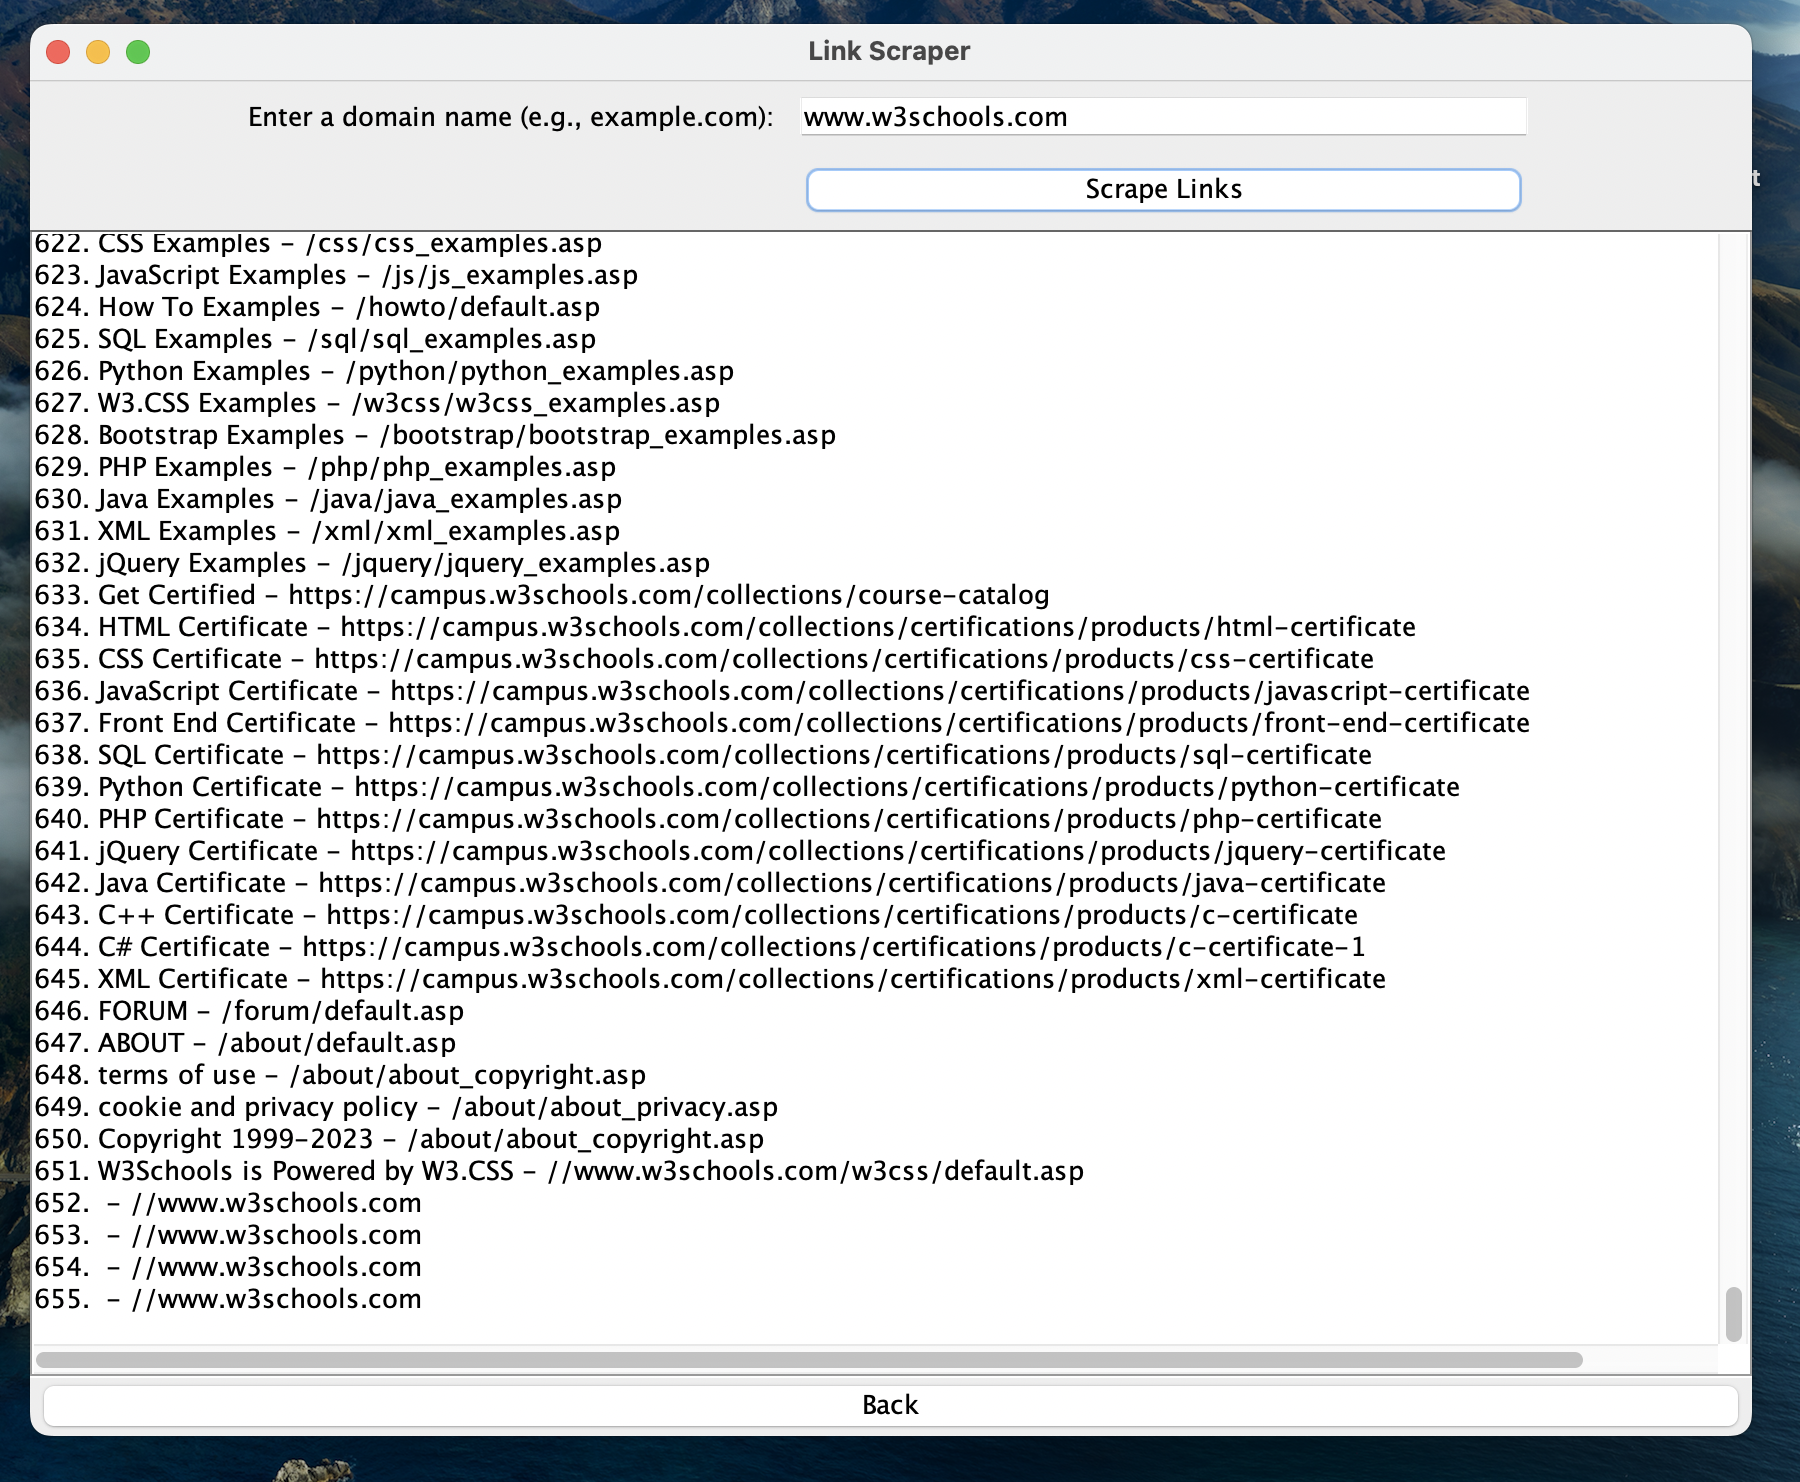 Link Scraper
Enter a domain name (e.g., example.com): www.w3schools.com
Scrape Links
t
622. CSS Examples - /css/css_examples.asp
623. JavaScript Examples - /js/js_examples.asp
624. How To Examples - /howto/default.asp
625. SQL Examples - /sql/sql_examples.asp
626. Python Examples - /python/python_examples.asp
627. W3.CSS Examples - /w3css/w3css_examples.asp
628. Bootstrap Examples - /bootstrap/bootstrap_examples.asp
629. PHP Examples - /php/php_examples.asp
630. Java Examples - /java/java_examples.asp
631. XML Examples - /xml/xml_examples.asp
632. jQuery Examples - /jquery/jquery_examples.asp
633. Get Certified - https://campus.w3schools.com/collections/course-catalog
634. HTML Certificate - https://campus.w3schools.com/collections/certifications/products/html-certificate
635. CSS Certificate - https://campus.w3schools.com/collections/certifications/products/css-certificate
636. JavaScript Certificate - https://campus.w3schools.com/collections/certifications/products/javascript-certificate
637. Front End Certificate - https://campus.w3schools.com/collections/certifications/products/front-end-certificate
638. SQL Certificate - https://campus.w3schools.com/collections/certifications/products/sql-certificate
639. Python Certificate - https://campus.w3schools.com/collections/certifications/products/python-certificate
640. PHP Certificate - https://campus.w3schools.com/collections/certifications/products/php-certificate
641. jQuery Certificate - https://campus.w3schools.com/collections/certifications/products/jquery-certificate
642. Java Certificate - https://campus.w3schools.com/collections/certifications/products/java-certificate
643. C++ Certificate - https://campus.w3schools.com/collections/certifications/products/c-certificate
644. C# Certificate - https://campus.w3schools.com/collections/certifications/products/c-certificate-1
645. XML Certificate - https://campus.w3schools.com/collections/certifications/products/xml-certificate
646. FORUM - /forum/default.asp
647. ABOUT - /about/default.asp
648. terms of use - /about/about_copyright.asp
649. cookie and privacy policy - /about/about_privacy.asp
650. Copyright 1999-2023 - /about/about_copyright.asp
651. W3Schools is Powered by W3.CSS - //www.w3schools.com/w3css/default.asp
652.  - //www.w3schools.com
653.  - //www.w3schools.com
654.  - //www.w3schools.com
655.  - //www.w3schools.com
Back